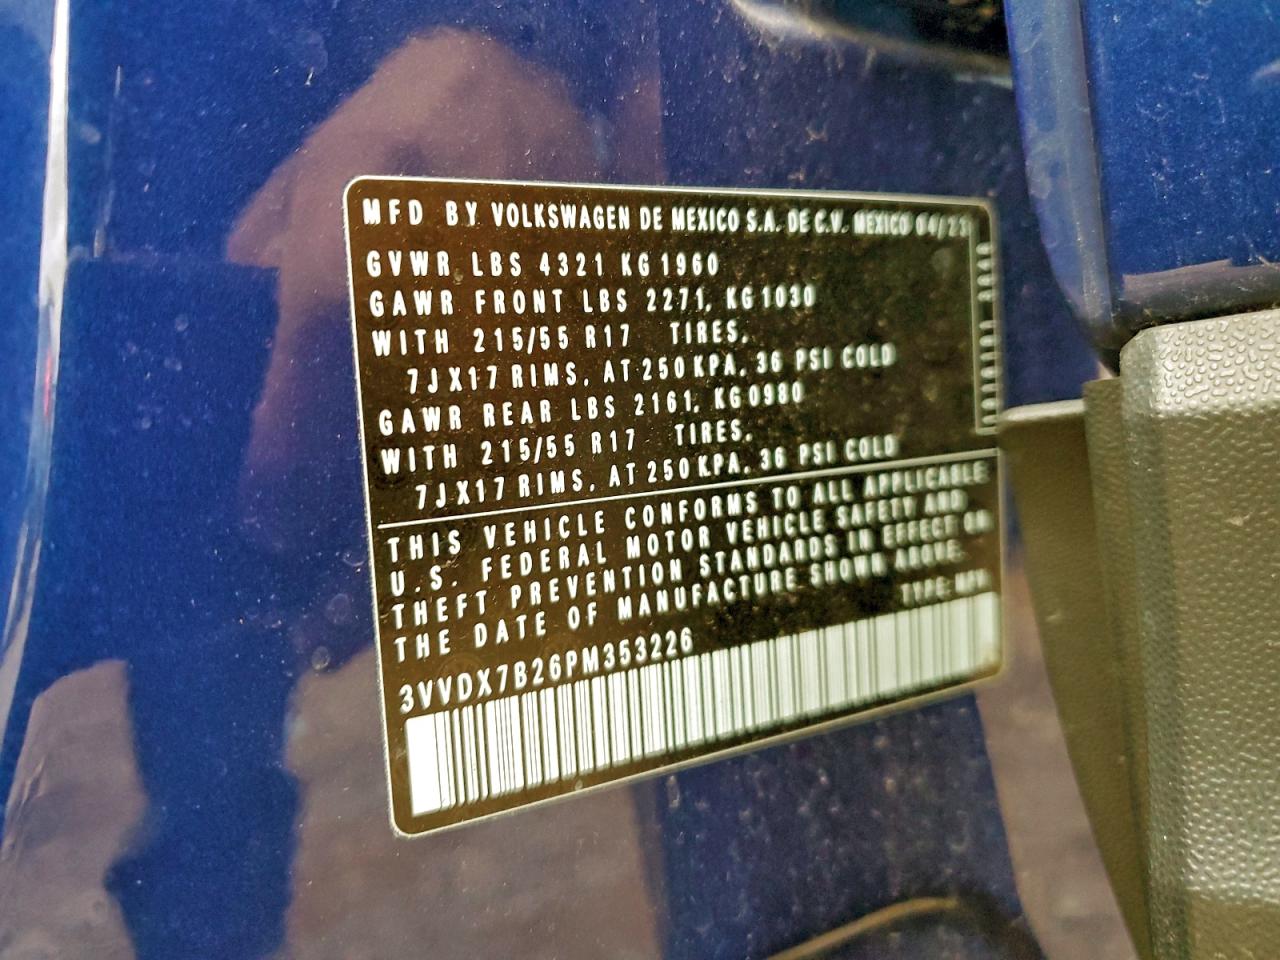 MFD BY VOLKSWAGEN DE MEXICO S.A. DE C.V. MEXICO 04/23
GVWR LBS 4321 KG 1960
GAWR FRONT LBS 2271, KG 1030
WITH 215/55 R17 TIRES.
7JX17 RIMS. AT 250 KPA. 36 PSI COLD
GAWR REAR LBS 2161, KG 0980
WITH 215/55 R17 TIRES.
7JX17 RIMS. AT 250 KPA. 36 PSI COLD
THIS VEHICLE CONFORMS TO ALL APPLICABLE
U.S. FEDERAL MOTOR VEHICLE SAFETY AND
THEFT PREVENTION STANDARDS IN EFFECT ON
THE DATE OF MANUFACTURE SHOWN ABOVE.
TYPE: MPV
3VVDX7B26PM353226